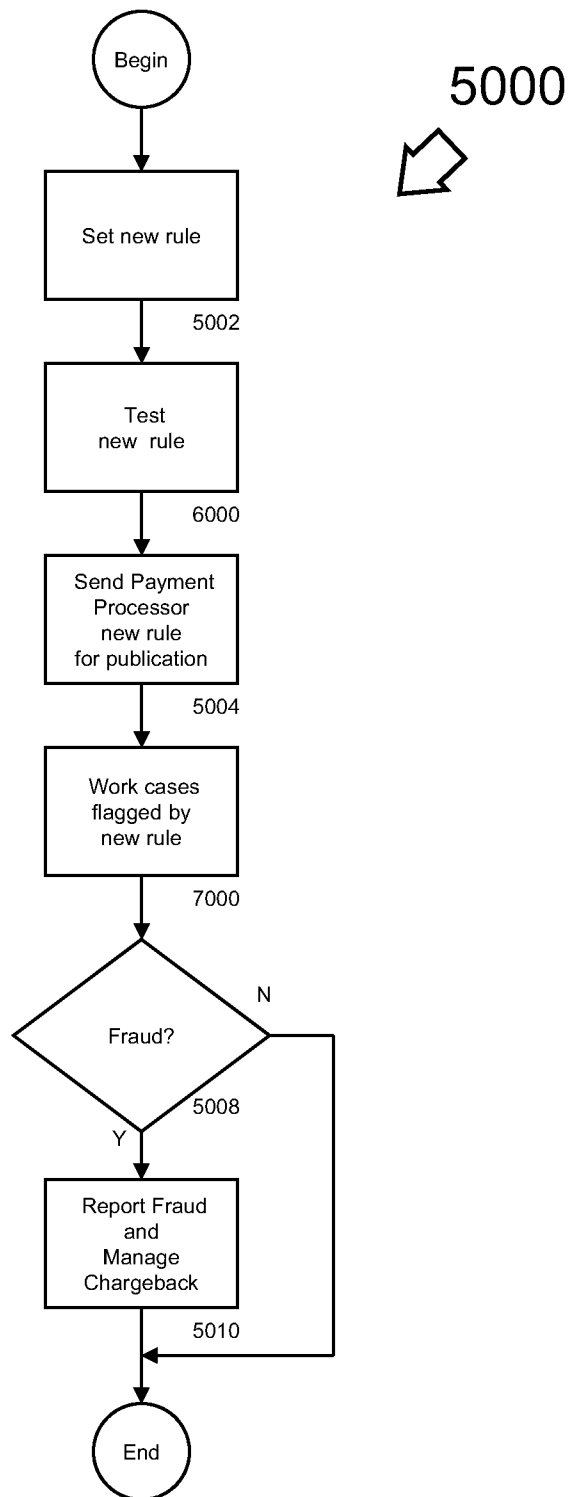 Begin
5000
Set new rule
5002
Test
new rule
6000
Send Payment
Processor
new rule
for publication
5004
Work cases
flagged by
new rule
7000
N
Fraud?
5008
Y
Report Fraud
and
Manage
Chargeback
5010
End